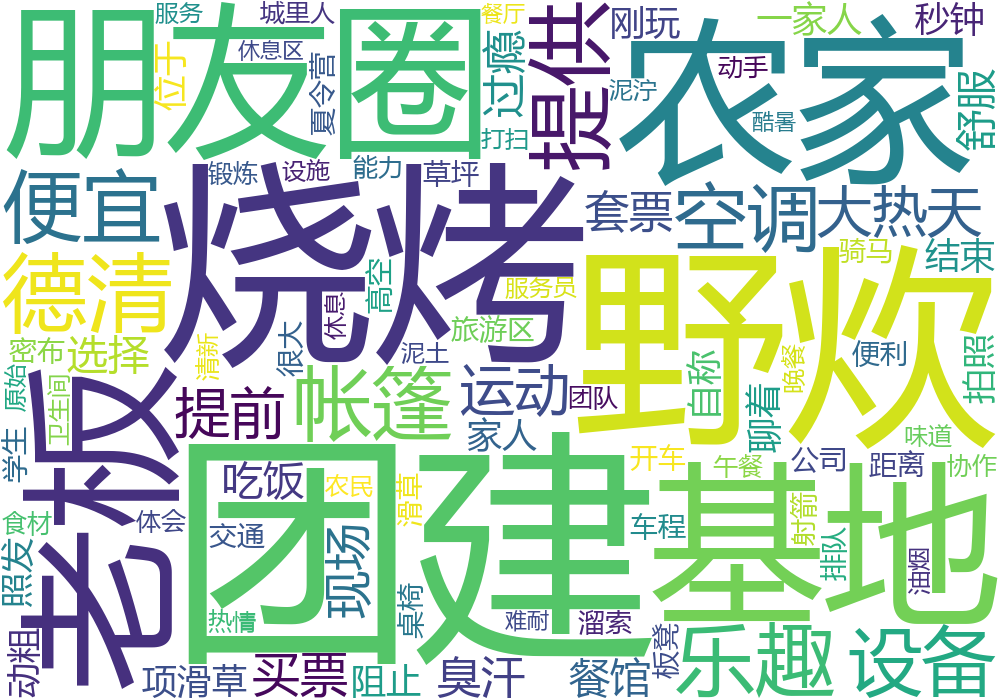 服务
城里人
餐厅
提供
刚玩
一家人
秒钟
朋友圈
位于
休息区
夏令营
过瘾
泥泞
动手
农家
酷暑
舒服
打扫
便宜
锻炼
设施
能力
草坪
套票
空调
大热天
烧烤
德清
高空
服务员
野炊
骑马
结束
密布
选择
清新
很大
休息
泥土
旅游区
自称
晚餐
便利
拍照
原始
卫生间
老板
提前
帐篷
运动
团队
聊着
家人
味道
学生
吃饭
农民
滑草
团建
开车
午餐
公司
距离
协作
基地
食材
体会
交通
现场
车程
射箭
排队
油烟
照发
热情
桌椅
难耐
溜索
板凳
动粗
项滑草
买票
阻止
臭汗
餐馆
乐趣
设备